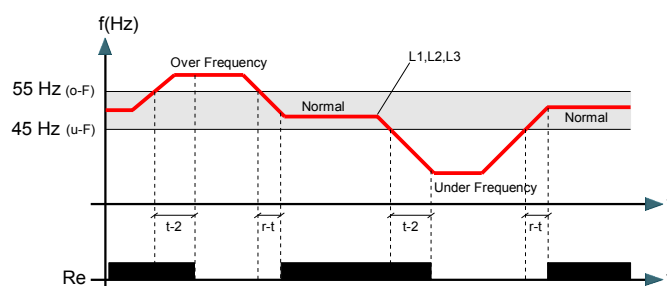 f(Hz)
Over Frequency
L1,L2,L3
55 Hz (o-F)
Normal
Normal
45 Hz (u-F)
Under Frequency
t-2
r-t
t-2
r-t
Re